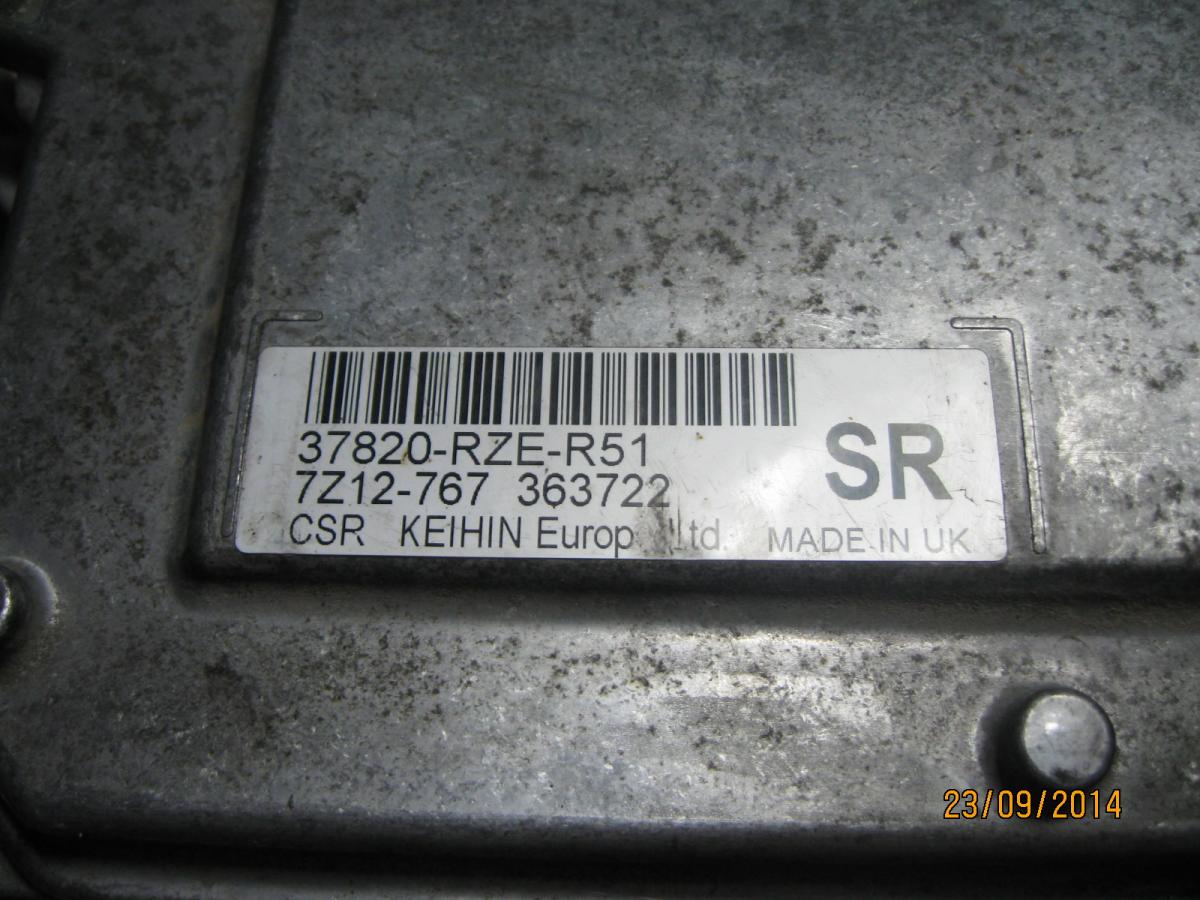 37820-RZE-R51
7Z12-767 363722
SR
CSR KEIHIN Europ Ltd. MADE IN UK
23/09/2014